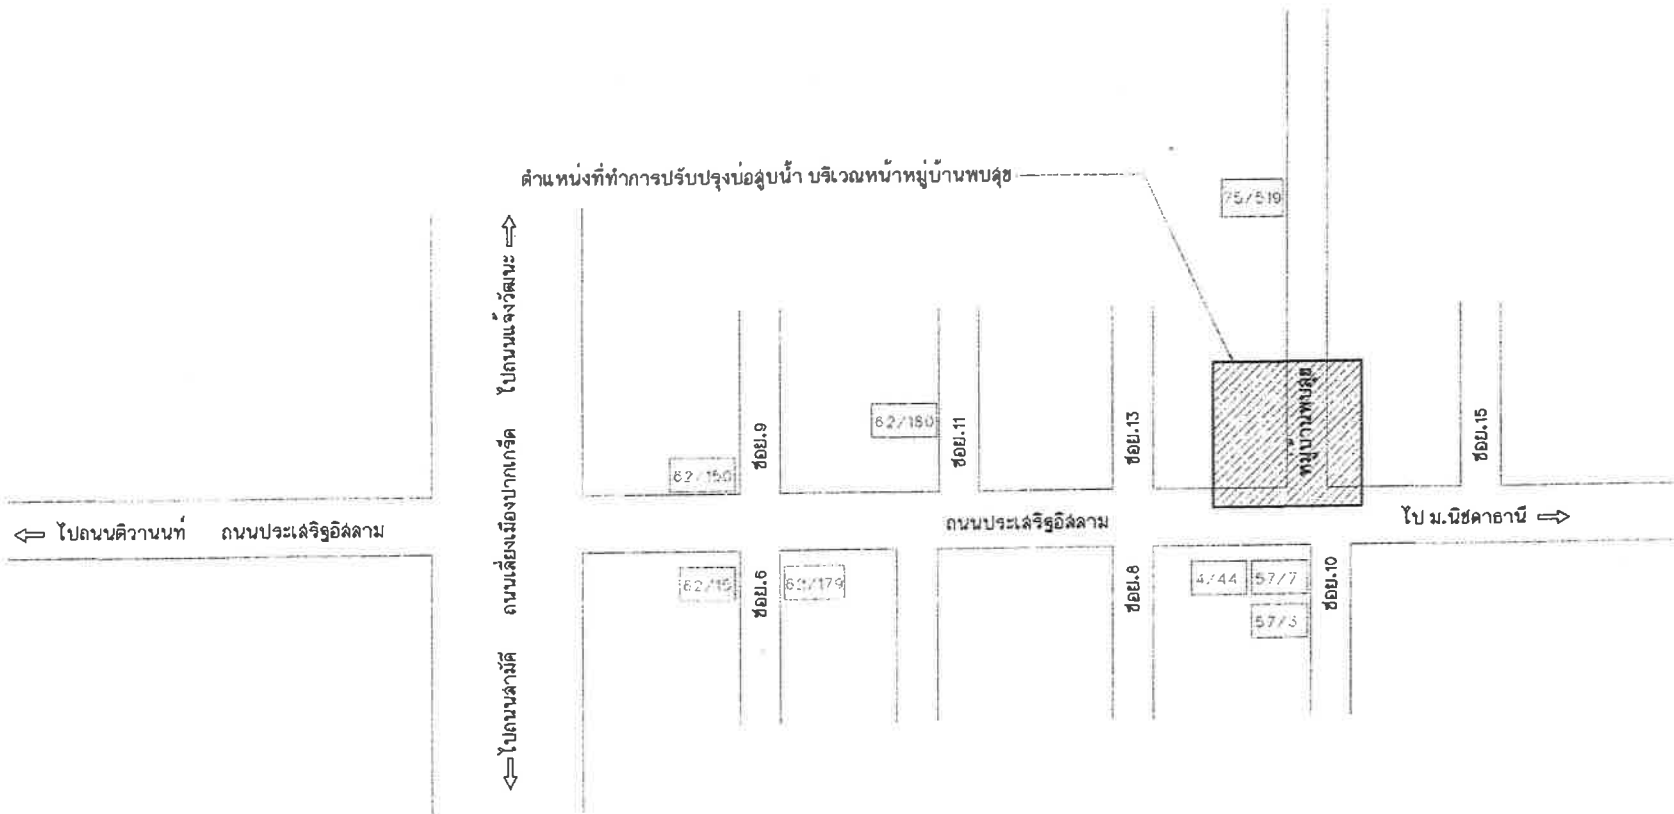 ตำแหน่งที่ทำการปรับปรุงบ่อสูบน้ำ บริเวณหน้าหมู่บ้านพบสุข
75/519
ไปถนนแจ้งวัฒนะ
ถนนเลี่ยงเมืองปากเกร็ด
ไปถนนสามัคคี
62/150
ซอย.9
62/180
ซอย.11
ซอย.13
หมู่บ้านพบสุข
ซอย.15
ไปถนนติวานนท์
ถนนประเสริฐอิสลาม
ถนนประเสริฐอิสลาม
ไป ม.นิชดาธานี
ซอย.6
62/179
ซอย.8
4/44
57/7
57/3
ซอย.10